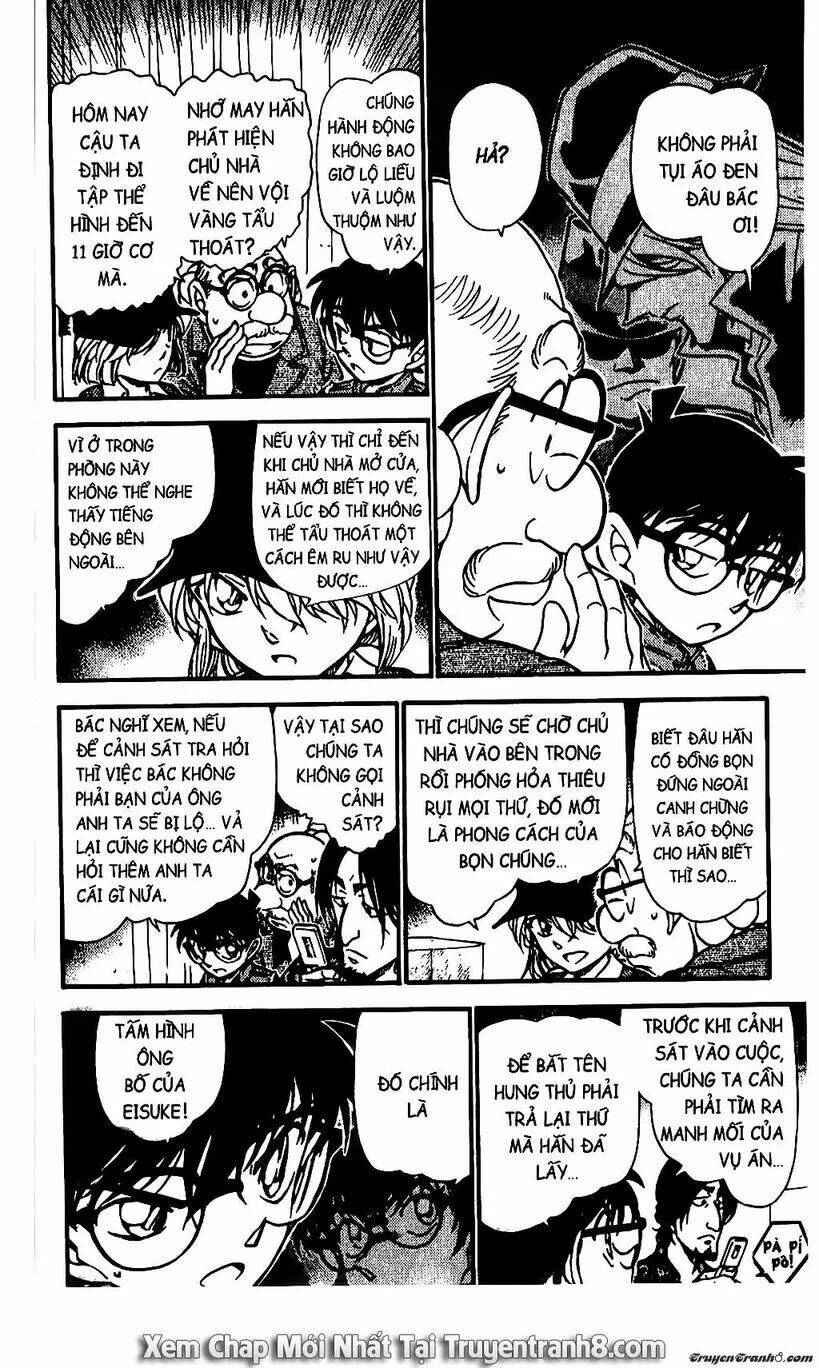 KHÔNG PHẢI
TỤI ÁO ĐEN
ĐÂU BÁC
ƠI!
HẢ?
CHÚNG
HÀNH ĐỘNG
KHÔNG BAO
GIỜ LỘ LIỄU
VÀ LUỘM
THUỘM NHƯ
VẬY.
NHỚ MAY HẮN
PHÁT HIỆN
CHỦ NHÀ
VỀ NÊN VỘI
VÀNG TẨU
THOÁT?
HÔM NAY
CẬU TA
ĐỊNH ĐI
TẬP THỂ
HÌNH ĐẾN
11 GIỜ CƠ
MÀ.
NẾU VẬY THÌ CHỈ ĐẾN
KHI CHỦ NHÀ MỞ CỬA,
HẮN MỚI BIẾT HỌ VỀ,
VÀ LÚC ĐÓ THÌ KHÔNG
THỂ TẨU THOÁT MỘT
CÁCH ÊM RU NHƯ VẬY
ĐƯỢC...
VÌ Ở TRONG
PHÒNG NÀY
KHÔNG THỂ NGHE
THẤY TIẾNG
ĐỘNG BÊN
NGOÀI...
BIẾT ĐÂU HẮN
CÓ ĐỒNG BỌN
ĐỨNG NGOÀI
CANH CHỪNG
VÀ BÁO ĐỘNG
CHO HẮN BIẾT
THÌ SAO...
THÌ CHÚNG SẼ CHỜ CHỦ
NHÀ VÀO BÊN TRONG
RỒI PHÓNG HỎA THIÊU
RỤI MỌI THỨ, ĐÓ MỚI
LÀ PHONG CÁCH CỦA
BỌN CHÚNG...
VẬY TẠI SAO
CHÚNG TA
KHÔNG GỌI
CẢNH
SÁT?
BÁC NGHĨ XEM, NẾU
ĐỂ CẢNH SÁT TRA HỎI
THÌ VIỆC BÁC KHÔNG
PHẢI BẠN CỦA ÔNG
ANH TA SẼ BỊ LỘ... VẢ
LẠI CŨNG KHÔNG CẦN
HỎI THÊM ANH TA
CÁI GÌ NỮA.
TRƯỚC KHI CẢNH
SÁT VÀO CUỘC,
CHÚNG TA CẦN
PHẢI TÌM RA
MANH MỐI CỦA
VỤ ÁN...
PÀ PÍ
PÔ!
ĐỂ BẮT TÊN
HUNG THỦ PHẢI
TRẢ LẠI THỨ
MÀ HẮN ĐÃ
LẤY...
ĐÓ CHÍNH
LÀ
TẤM HÌNH
ÔNG
BỐ CỦA
EISUKE!
Xem Chap Mới Nhất Tại Truyentranh8.com
TruyenTranh8.com